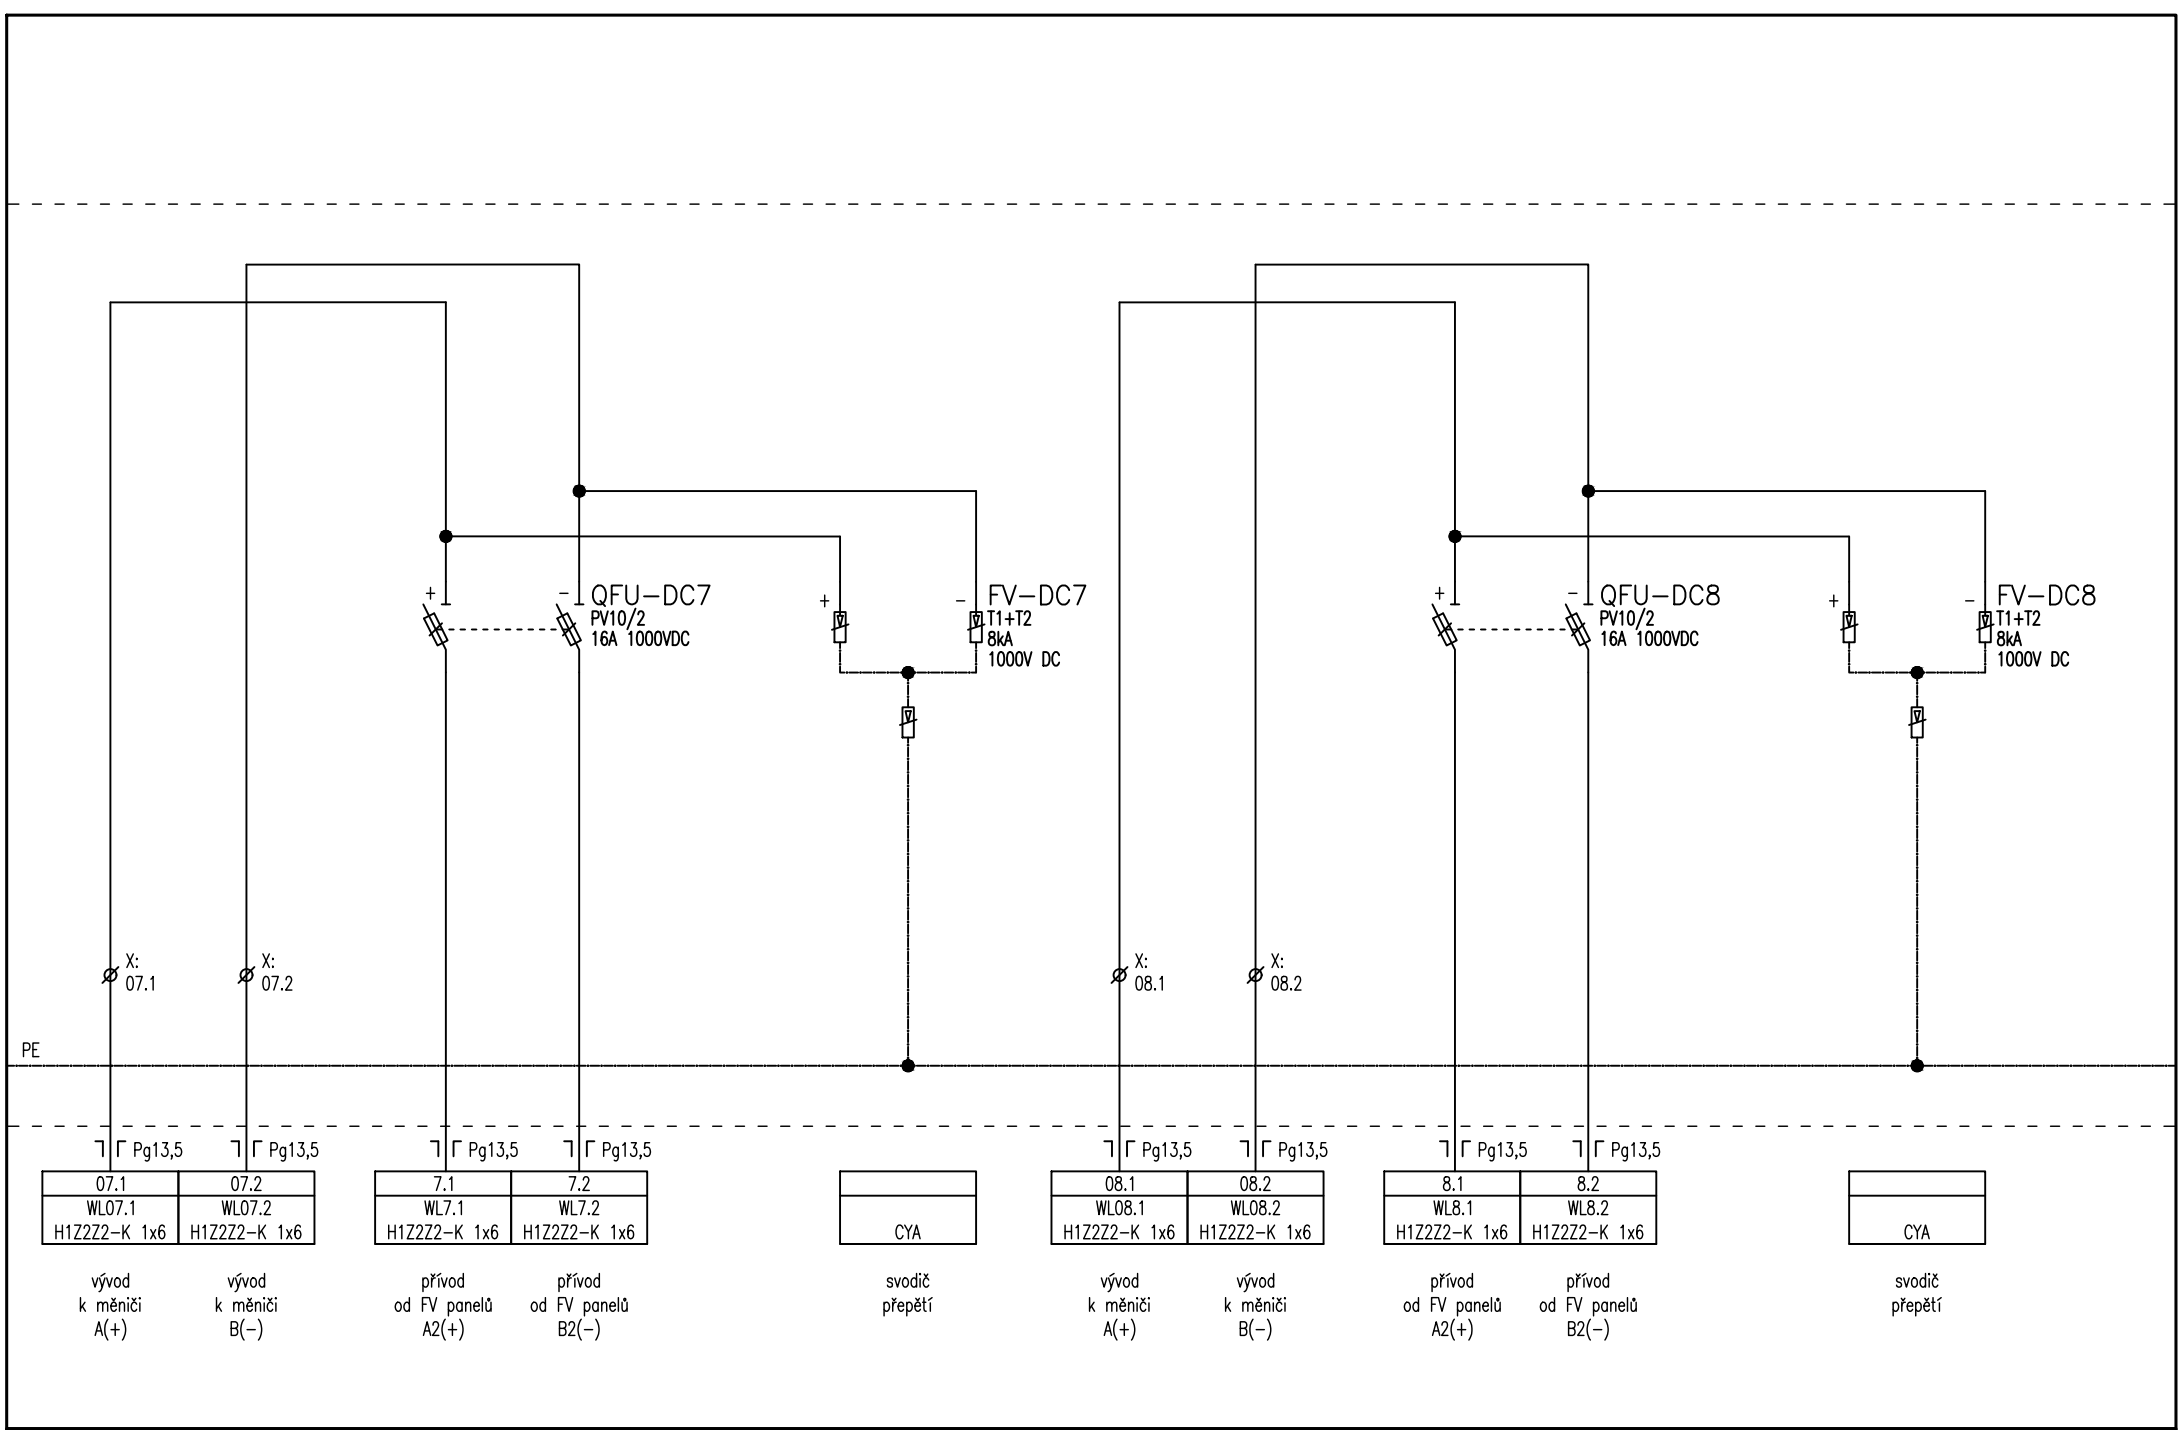 +
− QFU−DC7
PV10/2
16A 1000VDC
+
− FV−DC7
T1+T2
8kA
1000V DC
+
− QFU−DC8
PV10/2
16A 1000VDC
+
− FV−DC8
T1+T2
8kA
1000V DC
X:
07.1
X:
07.2
X:
08.1
X:
08.2
PE
Pg13,5 Pg13,5 Pg13,5 Pg13,5 Pg13,5 Pg13,5 Pg13,5 Pg13,5
07.1 07.2 7.1 7.2 08.1 08.2 8.1 8.2
WL07.1 WL07.2 WL7.1 WL7.2 WL08.1 WL08.2 WL8.1 WL8.2
H1Z2Z2−K 1x6 H1Z2Z2−K 1x6 H1Z2Z2−K 1x6 H1Z2Z2−K 1x6 CYA H1Z2Z2−K 1x6 H1Z2Z2−K 1x6 H1Z2Z2−K 1x6 H1Z2Z2−K 1x6 CYA
vývod vývod přívod přívod svodič vývod vývod přívod přívod svodič
k měniči k měniči od FV panelů od FV panelů přepětí k měniči k měniči od FV panelů od FV panelů přepětí
A(+) B(−) A2(+) B2(−) A(+) B(−) A2(+) B2(−)